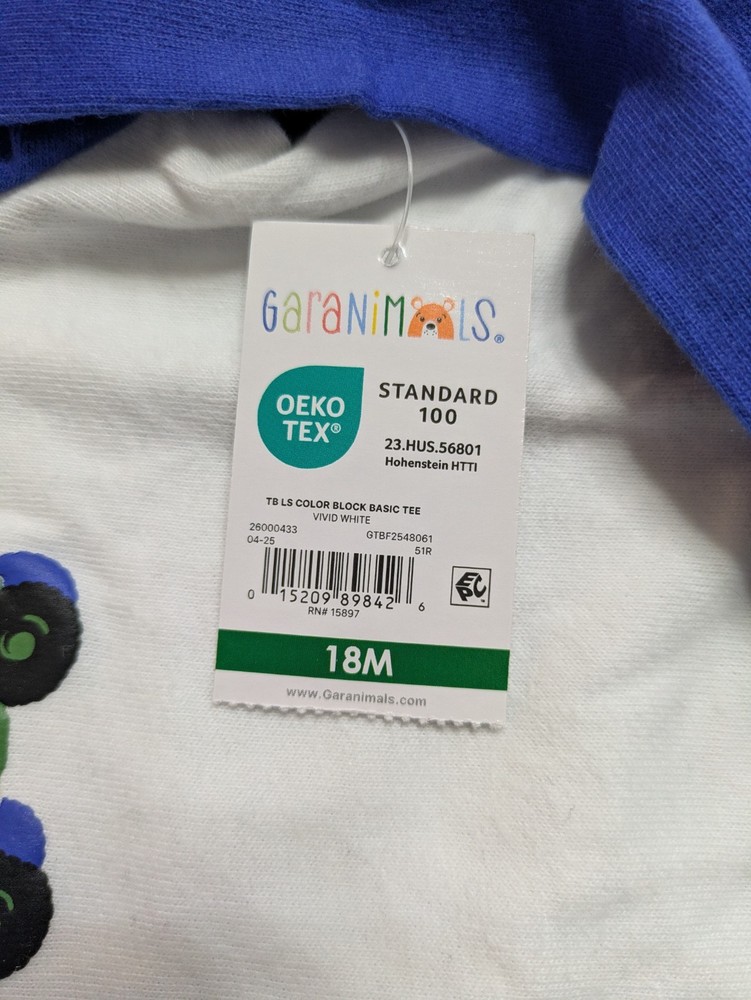 GaraNiMALS®
OEKO
TEX®
STANDARD
100
23.HUS.56801
Hohenstein HTTI
TB LS COLOR BLOCK BASIC TEE
VIVID WHITE
26000433 GTBF2548061
04-25 51R
0 15209 89842 6
RN# 15897
EPC™
18M
www.Garanimals.com